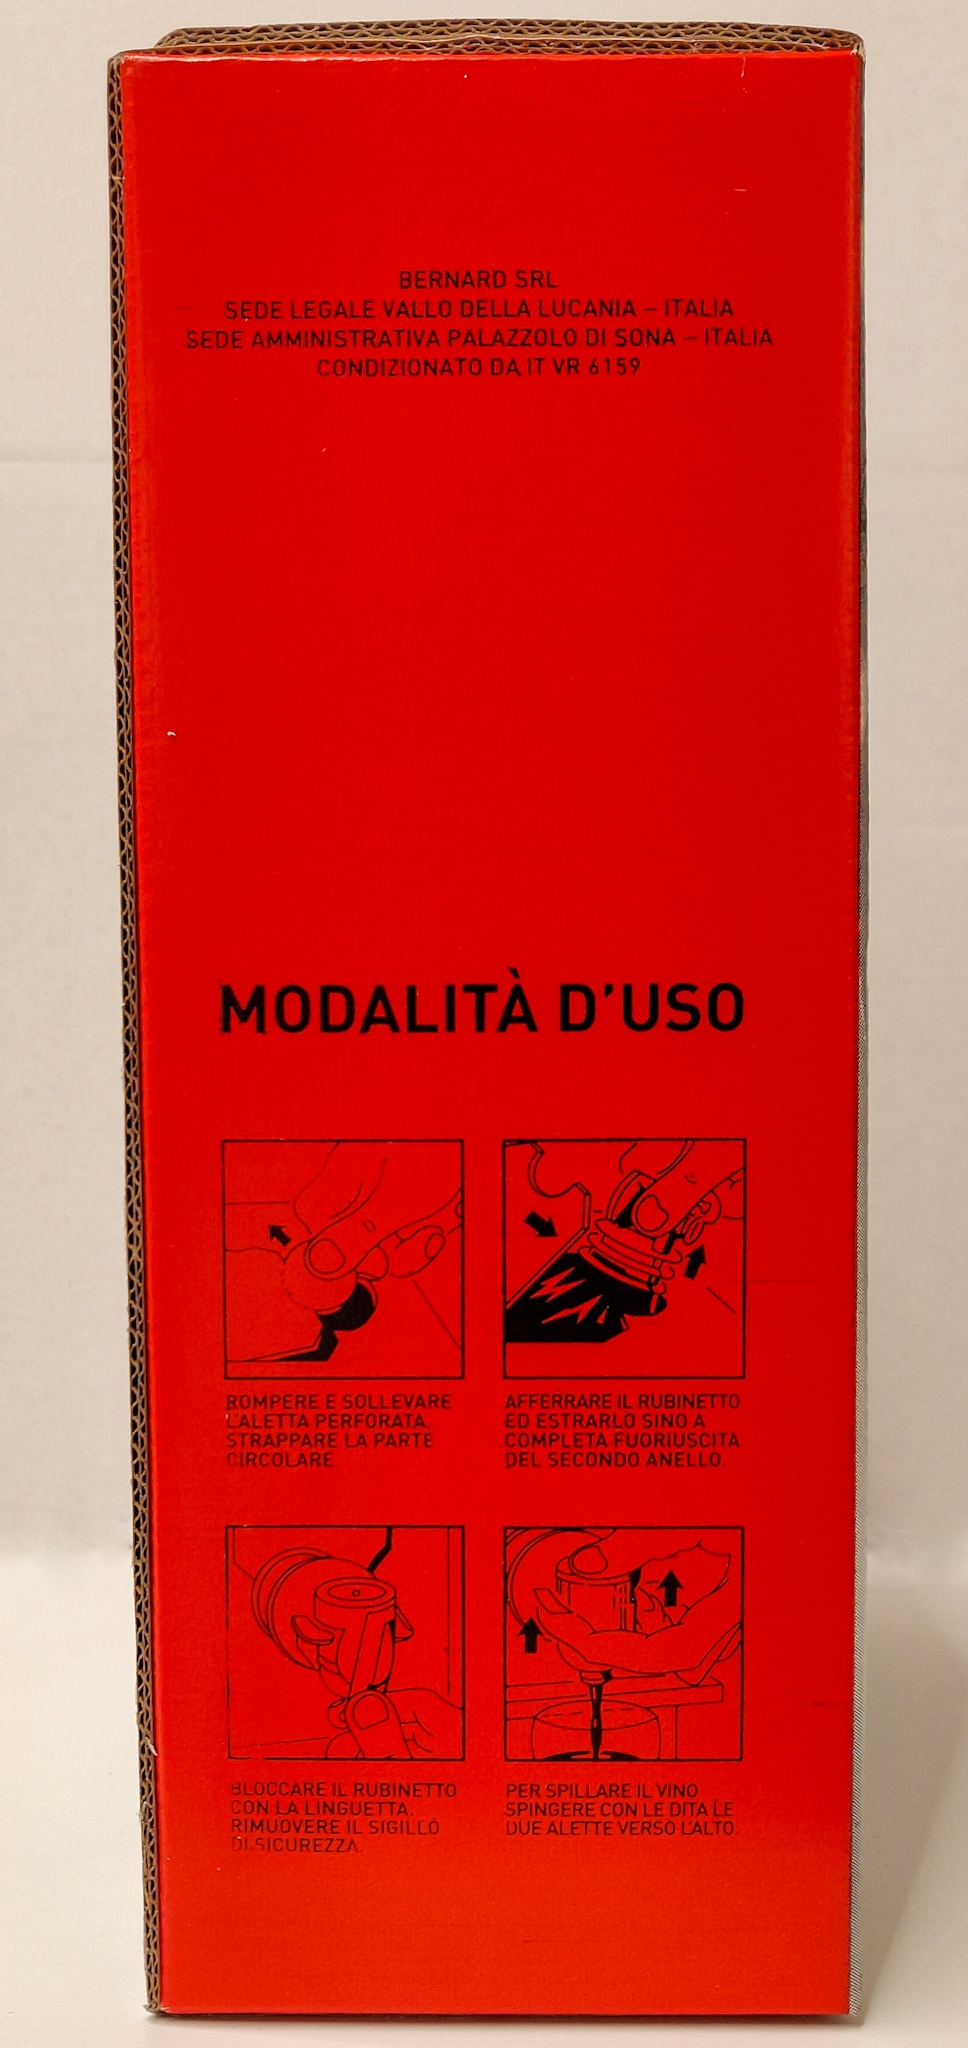 BERNARD SRL
SEDE LEGALE VALLO DELLA LUCANIA – ITALIA
SEDE AMMINISTRATIVA PALAZZOLO DI SONA – ITALIA
CONDIZIONATO DA IT VR 6159
MODALITÀ D'USO
ROMPERE E SOLLEVARE
L'ALETTA PERFORATA.
STRAPPARE LA PARTE
CIRCOLARE.
AFFERRARE IL RUBINETTO
ED ESTRARLO SINO A
COMPLETA FUORIUSCITA
DEL SECONDO ANELLO.
BLOCCARE IL RUBINETTO
CON LA LINGUETTA.
RIMUOVERE IL SIGILLO
DI SICUREZZA.
PER SPILLARE IL VINO
SPINGERE CON LE DITA LE
DUE ALETTE VERSO L'ALTO.